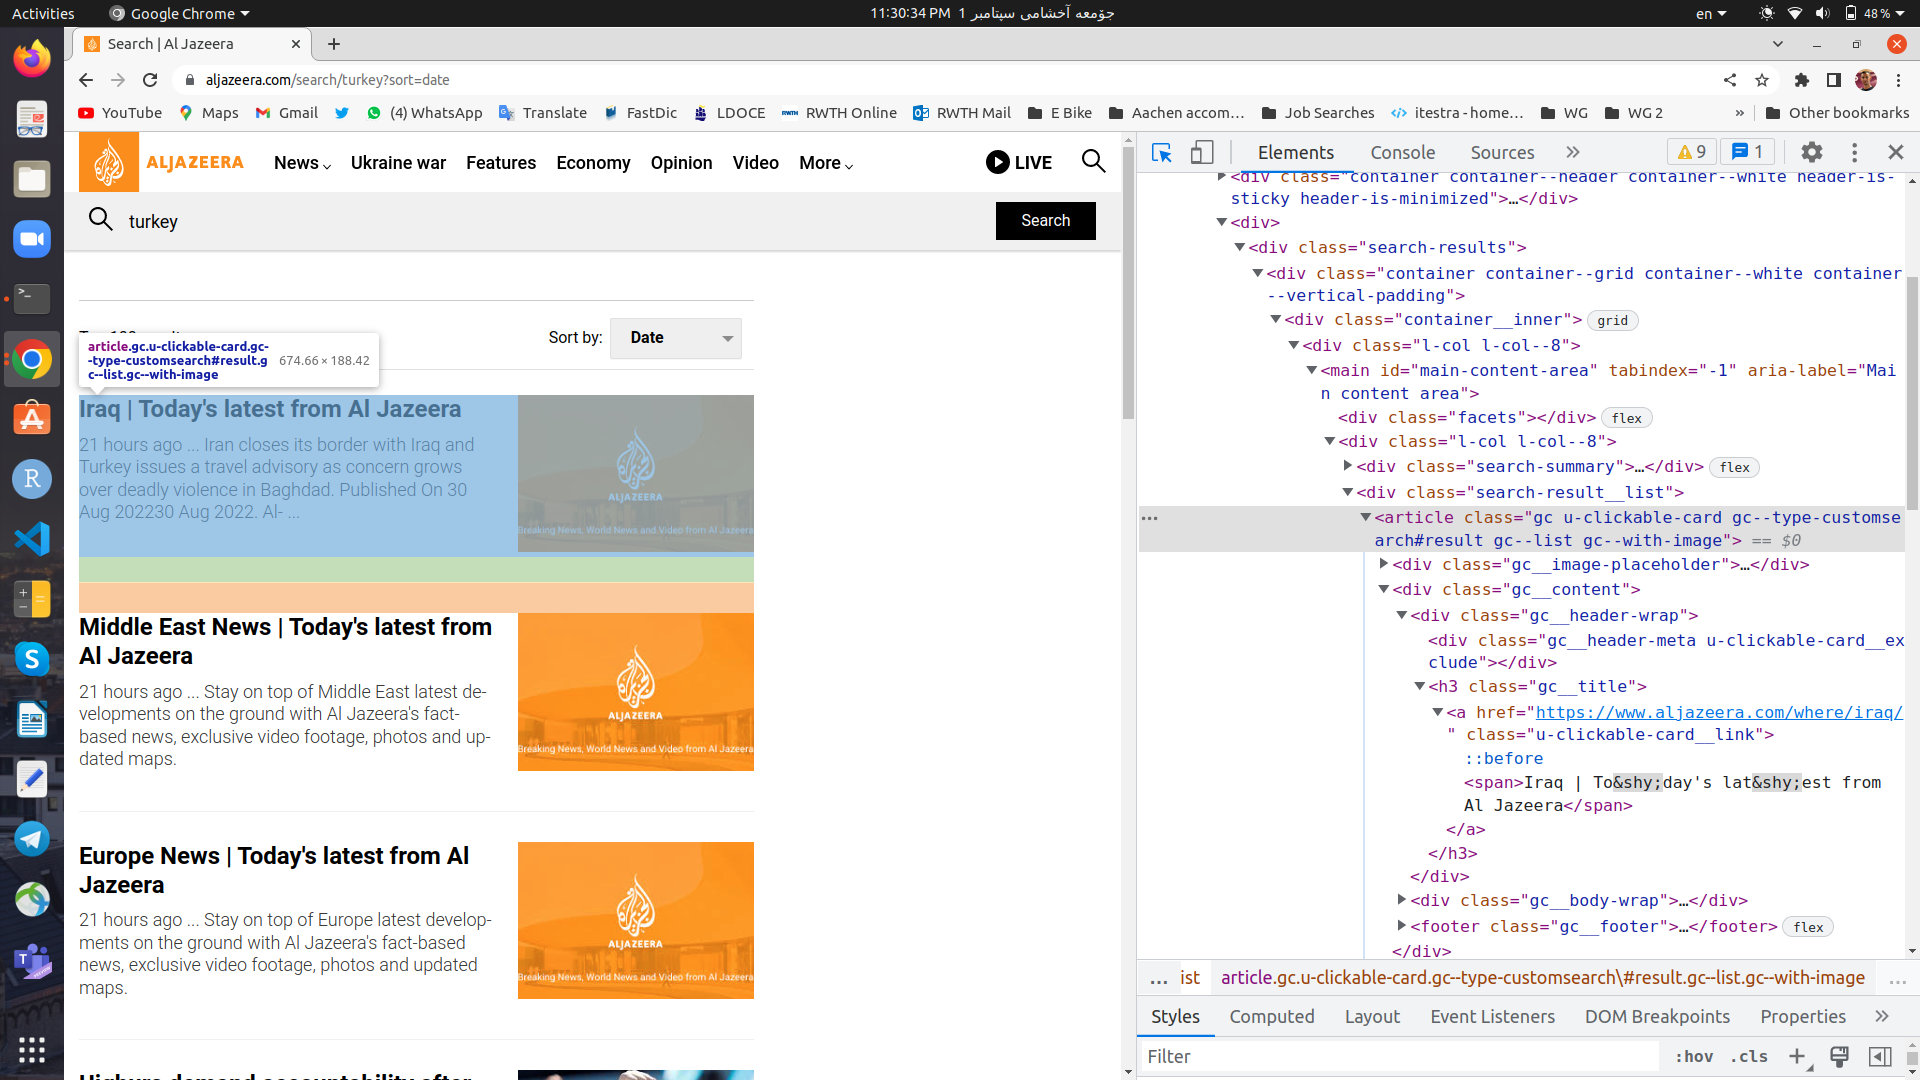 Activities
Google Chrome
11:30:34 PM جۆمعه آخشامی سپتامبر 1
en
48 %
Search | Al Jazeera
aljazeera.com/search/turkey?sort=date
YouTube
Maps
Gmail
(4) WhatsApp
Translate
FastDic
LDOCE
RWTH Online
RWTH Mail
E Bike
Aachen accom…
Job Searches
itestra - home…
WG
WG 2
»
Other bookmarks
ALJAZEERA
News
Ukraine war
Features
Economy
Opinion
Video
More
LIVE
turkey
Search
Sort by:
Date
article.gc.u-clickable-card.gc-
-type-customsearch#result.g
c--list.gc--with-image
674.66 × 188.42
Iraq | Today's latest from Al Jazeera
21 hours ago ... Iran closes its border with Iraq and
Turkey issues a travel advisory as concern grows
over deadly violence in Baghdad. Published On 30
Aug 202230 Aug 2022. Al- ...
ALJAZEERA
Breaking News, World News and Video from Al Jazeera
Middle East News | Today's latest from
Al Jazeera
21 hours ago ... Stay on top of Middle East latest de-
velopments on the ground with Al Jazeera's fact-
based news, exclusive video footage, photos and up-
dated maps.
ALJAZEERA
Breaking News, World News and Video from Al Jazeera
Europe News | Today's latest from Al
Jazeera
21 hours ago ... Stay on top of Europe latest develop-
ments on the ground with Al Jazeera's fact-based
news, exclusive video footage, photos and updated
maps.
ALJAZEERA
Breaking News, World News and Video from Al Jazeera
Elements
Console
Sources
»
9
1
<div class="container container--header container--white header-is-
sticky header-is-minimized">…</div>
<div>
<div class="search-results">
<div class="container container--grid container--white container
--vertical-padding">
<div class="container__inner"> grid
<div class="l-col l-col--8">
<main id="main-content-area" tabindex="-1" aria-label="Mai
n content area">
<div class="facets"></div> flex
<div class="l-col l-col--8">
<div class="search-summary">…</div> flex
<div class="search-result__list">
<article class="gc u-clickable-card gc--type-customse
arch#result gc--list gc--with-image"> == $0
<div class="gc__image-placeholder">…</div>
<div class="gc__content">
<div class="gc__header-wrap">
<div class="gc__header-meta u-clickable-card__ex
clude"></div>
<h3 class="gc__title">
<a href="https://www.aljazeera.com/where/iraq/
" class="u-clickable-card__link">
::before
<span>Iraq | To&shy;day's lat&shy;est from
Al Jazeera</span>
</a>
</h3>
</div>
<div class="gc__body-wrap">…</div>
<footer class="gc__footer">…</footer> flex
</div>
… ist article.gc.u-clickable-card.gc--type-customsearch\#result.gc--list.gc--with-image …
Styles
Computed
Layout
Event Listeners
DOM Breakpoints
Properties
»
Filter
:hov
.cls